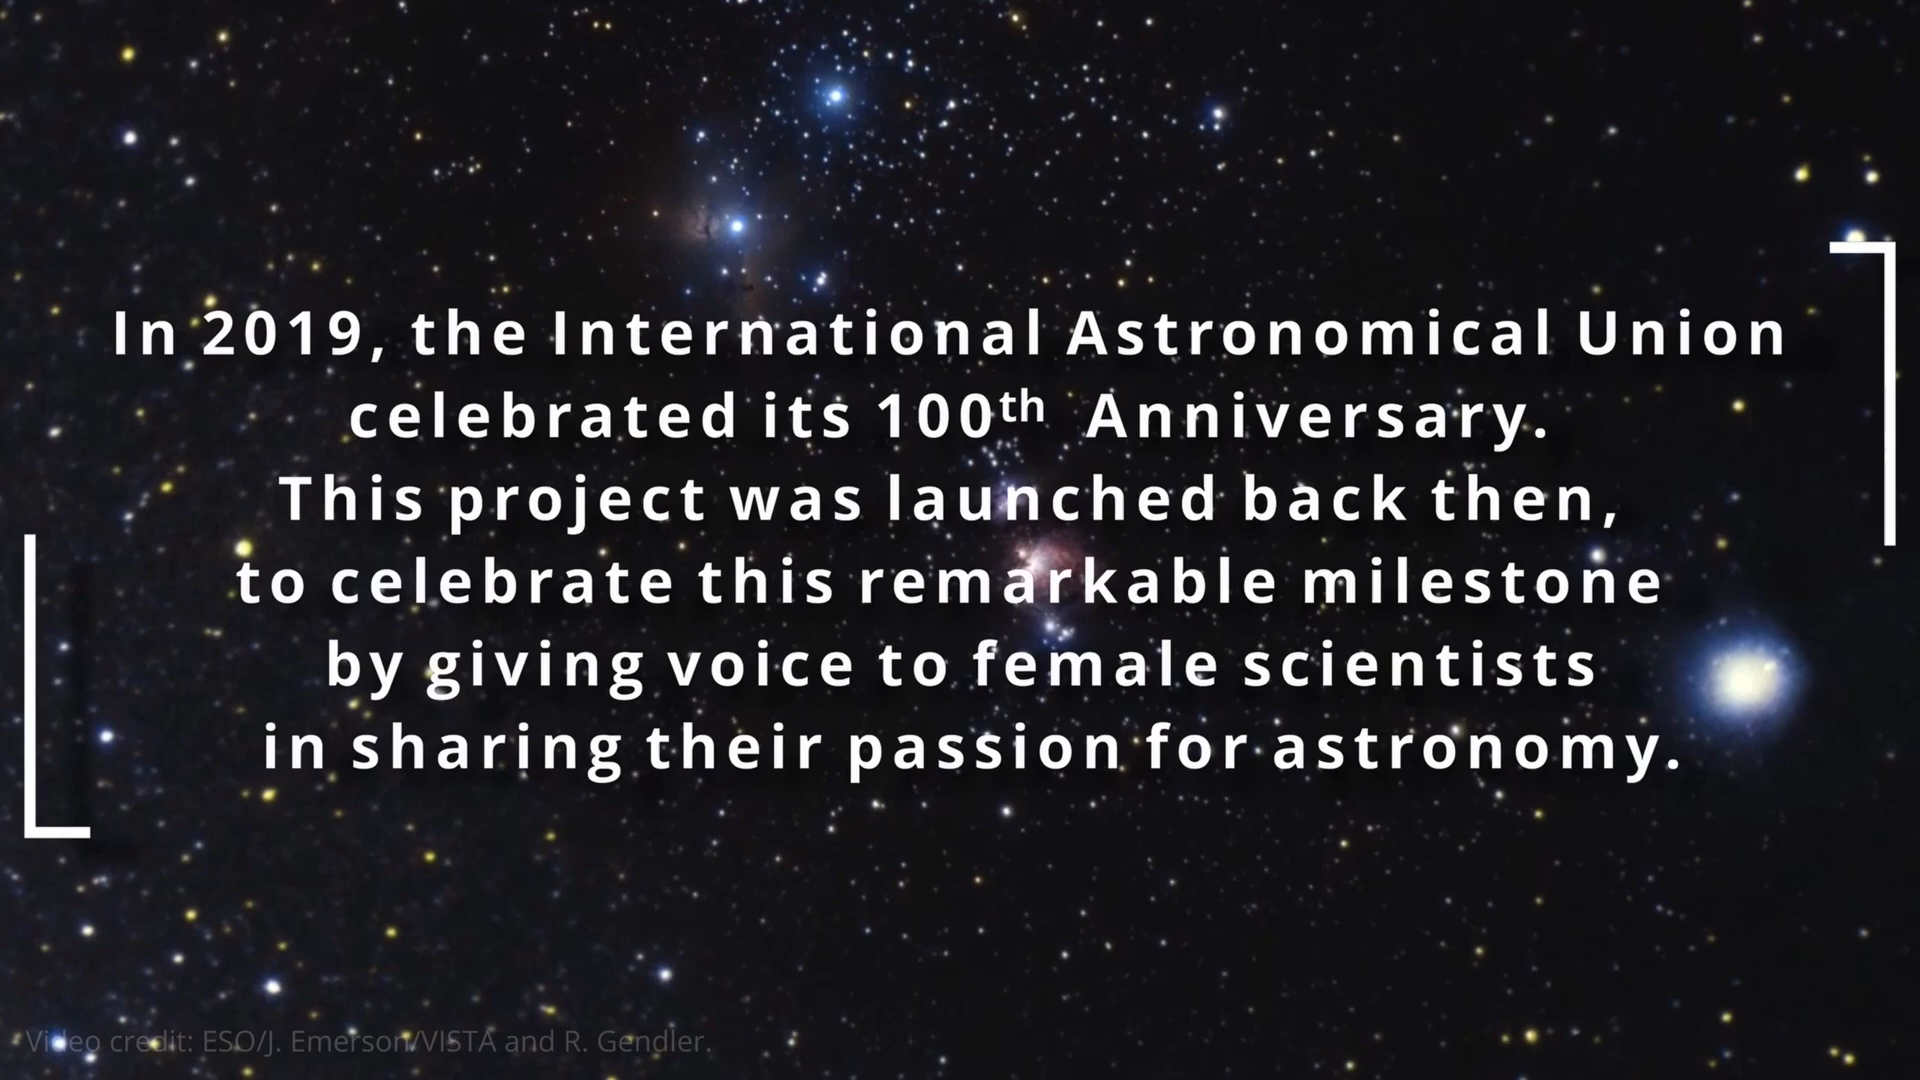 In 2019, the International Astronomical Union
celebrated its 100th Anniversary.
This project was launched back then,
to celebrate this remarkable milestone
by giving voice to female scientists
in sharing their passion for astronomy.
Video credit: ESO/J. Emerson/VISTA and R. Gendler.